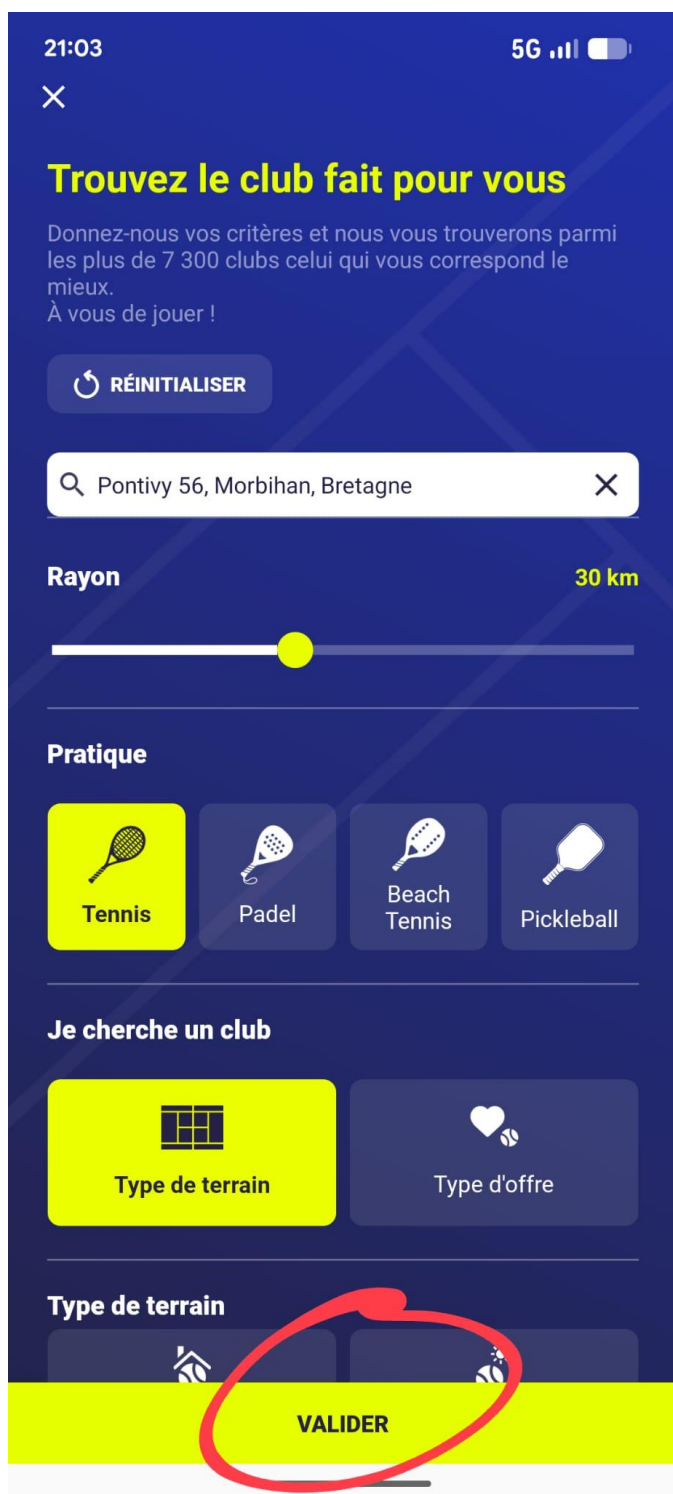 21:03
5G
Trouvez le club fait pour vous
Donnez-nous vos critères et nous vous trouverons parmi
les plus de 7 300 clubs celui qui vous correspond le
mieux.
À vous de jouer !
RÉINITIALISER
Pontivy 56, Morbihan, Bretagne
Rayon
30 km
Pratique
Tennis
Padel
Beach
Tennis
Pickleball
Je cherche un club
Type de terrain
Type d'offre
Type de terrain
VALIDER